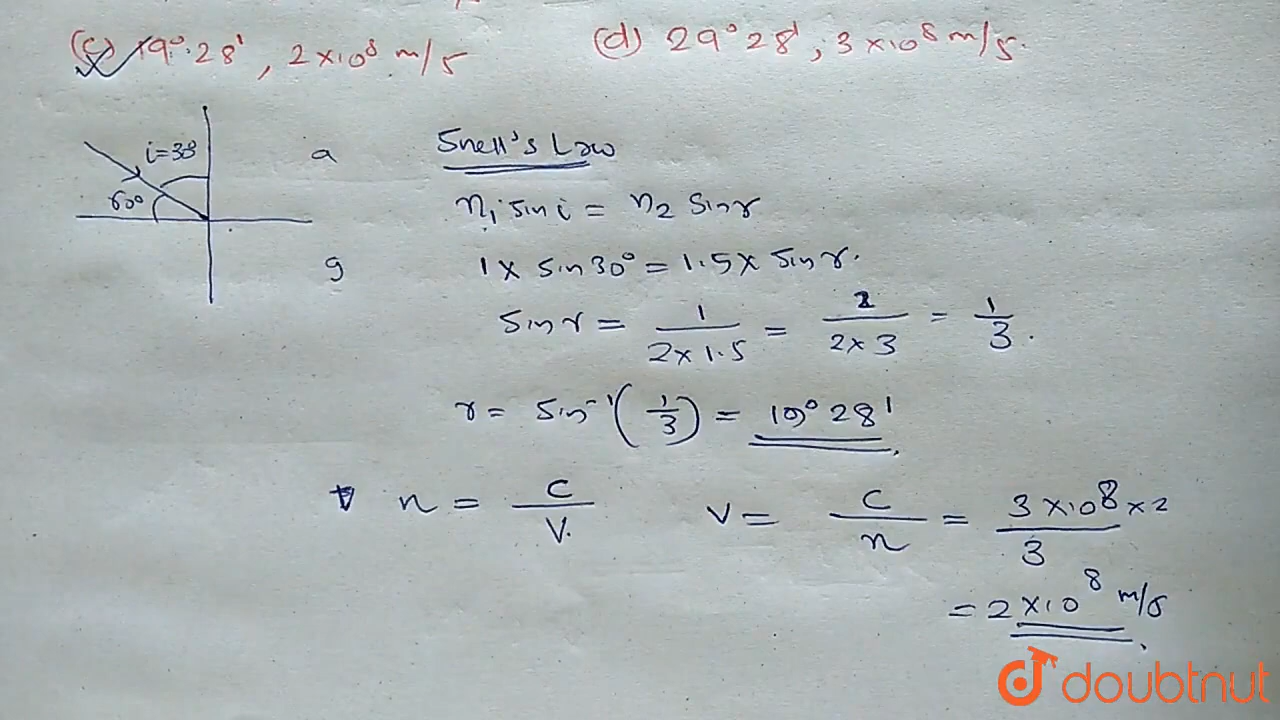 (c) 19° 28', 2×10⁸ m/s
(d) 29° 28', 3×10⁸ m/s.
i=30
60°
a
g
Snell's Law
n₁ sin i = n₂ sin r
1 × sin 30° = 1.5 × sin r.
sin r = 1/(2×1.5) = 2/(2×3) = 1/3.
r = sin⁻¹(1/3) = 19° 28'
n = c/v. v = c/n = 3×10⁸×2/3
= 2×10⁸ m/s.
doubtnut